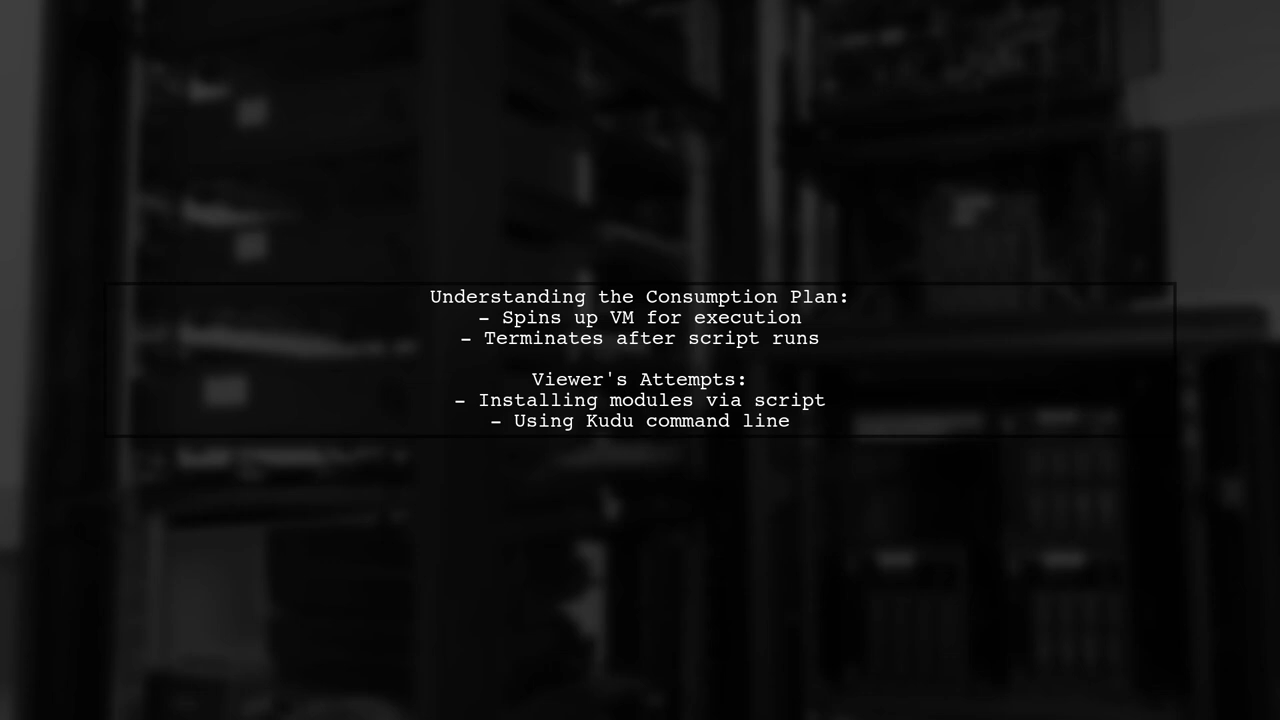 Understanding the Consumption Plan:
- Spins up VM for execution
- Terminates after script runs
Viewer's Attempts:
- Installing modules via script
- Using Kudu command line